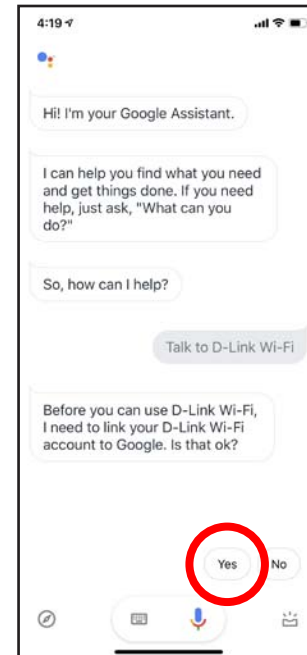 4:19
Hi! I'm your Google Assistant.
I can help you find what you need
and get things done. If you need
help, just ask, "What can you
do?"
So, how can I help?
Talk to D-Link Wi-Fi
Before you can use D-Link Wi-Fi,
I need to link your D-Link Wi-Fi
account to Google. Is that ok?
Yes No